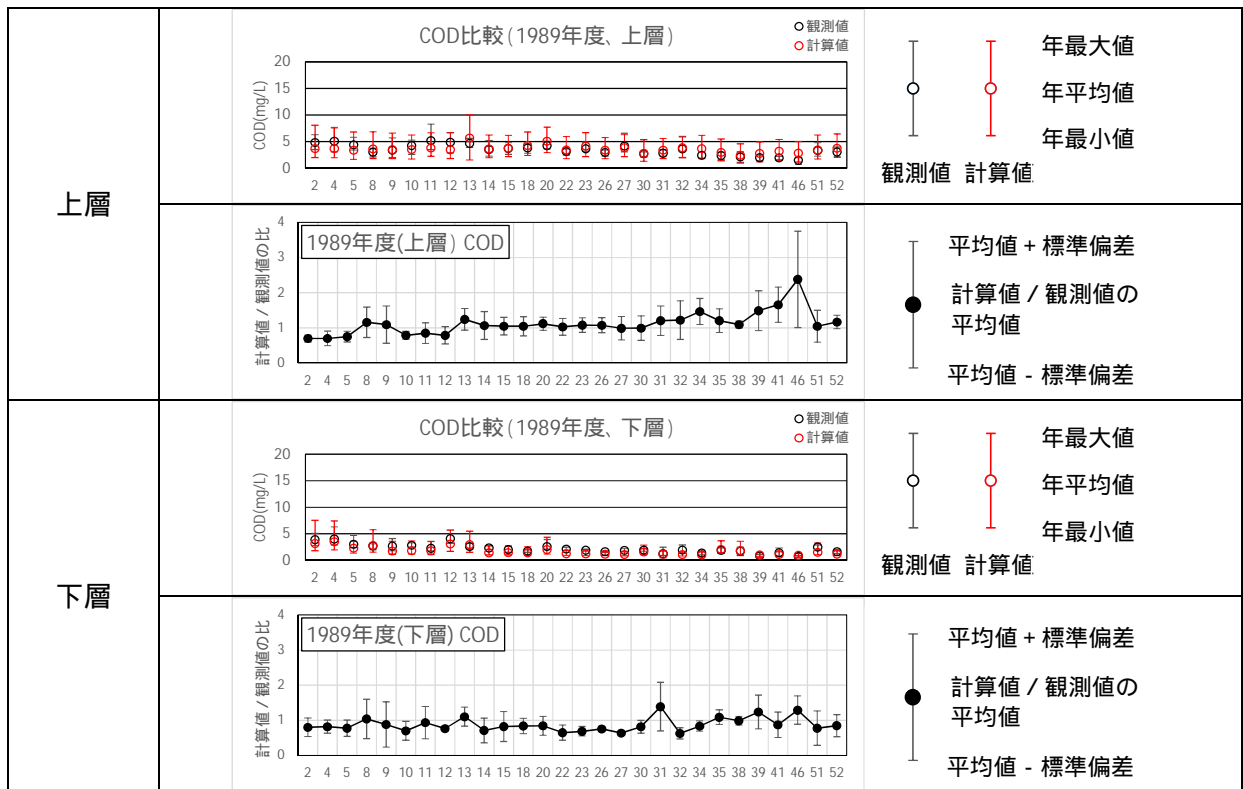 上層
COD比較(1989年度、上層)
観測値
計算値
COD(mg/L)
20
15
10
5
0
2 4 5 8 9 10 11 12 13 14 15 18 20 22 23 26 27 30 31 32 34 35 38 39 41 46 51 52
年最大値
年平均値
年最小値
観測値 計算値
1989年度(上層) COD
計算値 / 観測値の比
4
3
2
1
0
2 4 5 8 9 10 11 12 13 14 15 18 20 22 23 26 27 30 31 32 34 35 38 39 41 46 51 52
平均値 + 標準偏差
計算値 / 観測値の
平均値
平均値 - 標準偏差
下層
COD比較(1989年度、下層)
観測値
計算値
COD(mg/L)
20
15
10
5
0
2 4 5 8 9 10 11 12 13 14 15 18 20 22 23 26 27 30 31 32 34 35 38 39 41 46 51 52
年最大値
年平均値
年最小値
観測値 計算値
1989年度(下層) COD
計算値 / 観測値の比
4
3
2
1
0
2 4 5 8 9 10 11 12 13 14 15 18 20 22 23 26 27 30 31 32 34 35 38 39 41 46 51 52
平均値 + 標準偏差
計算値 / 観測値の
平均値
平均値 - 標準偏差